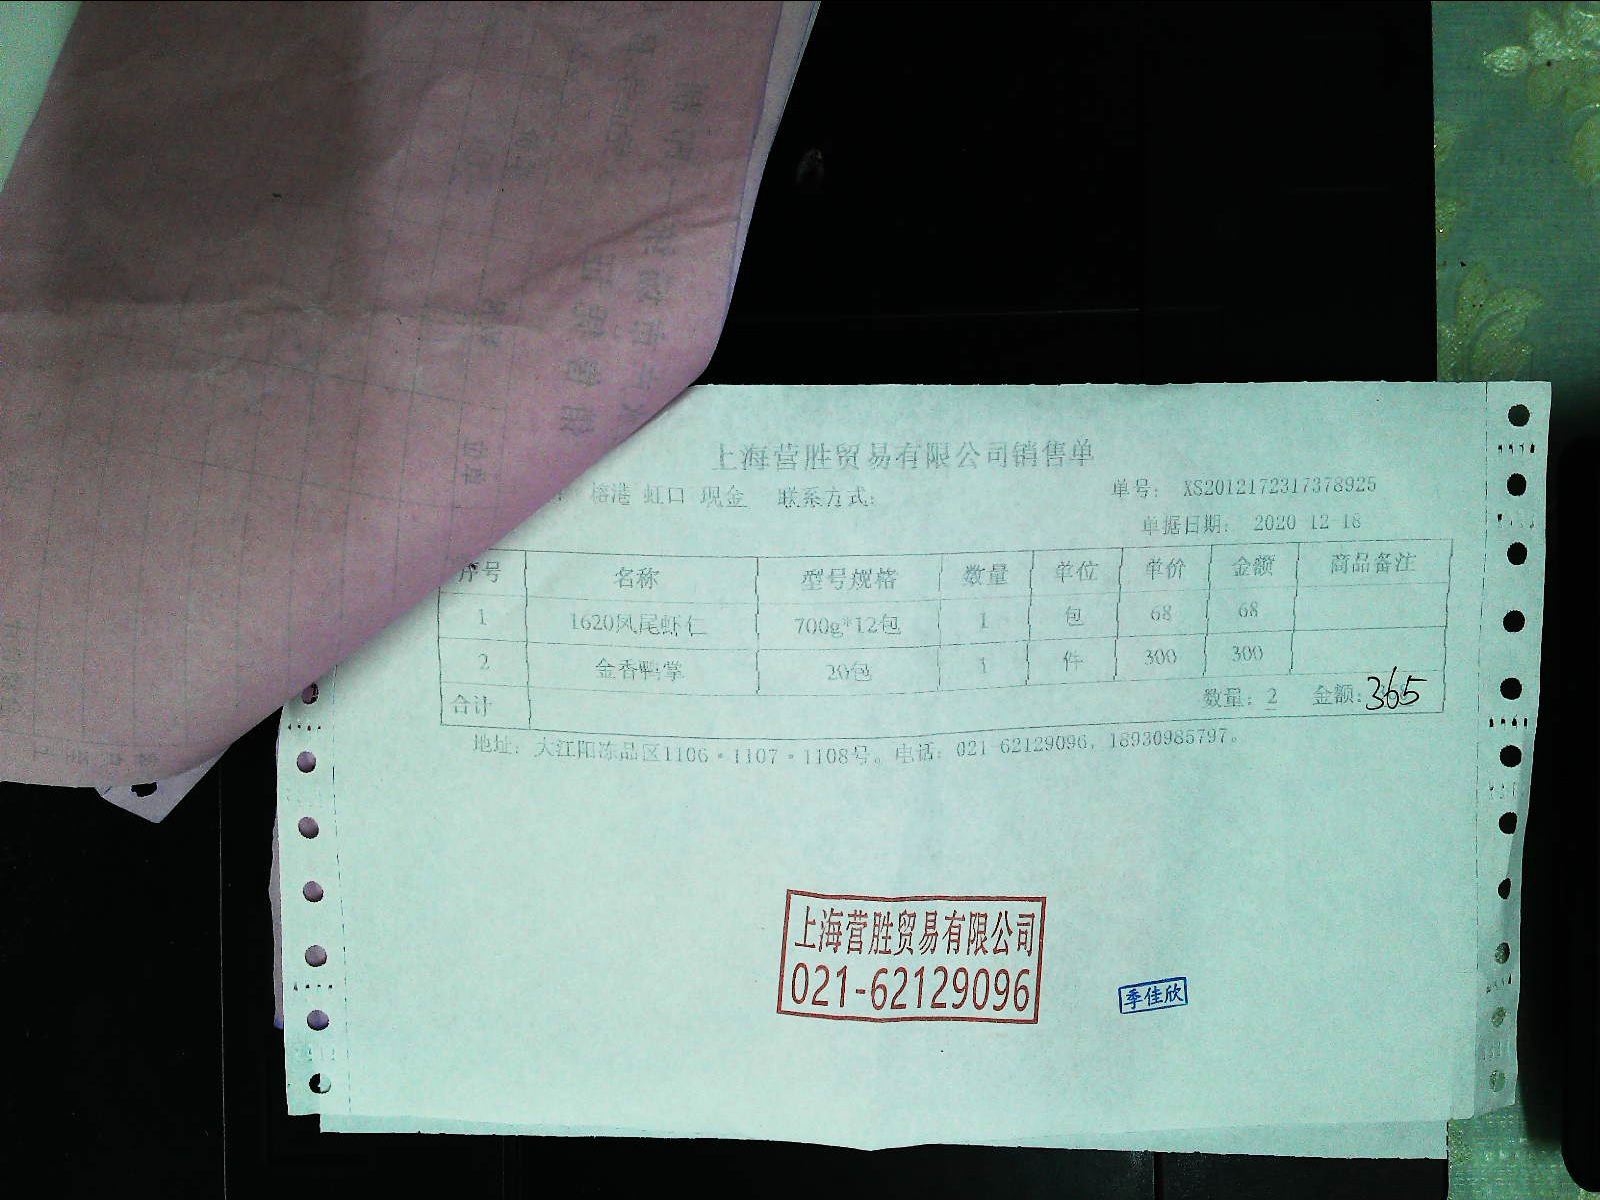 上海营胜贸易有限公司销售单
榕港 虹口 现金 联系方式:
单号: XS2012172317378925
单据日期: 2020-12-18
序号 名称 型号规格 数量 单位 单价 金额 商品备注
1 1620凤尾虾仁 700g*12包 1 包 68 68
2 金香鸭掌 20包 1 件 300 300
合计 数量: 2 金额: 365
地址: 大江阳冻品区1106·1107·1108号。电话: 021-62129096, 18930985797。
上海营胜贸易有限公司
021-62129096
季佳欣